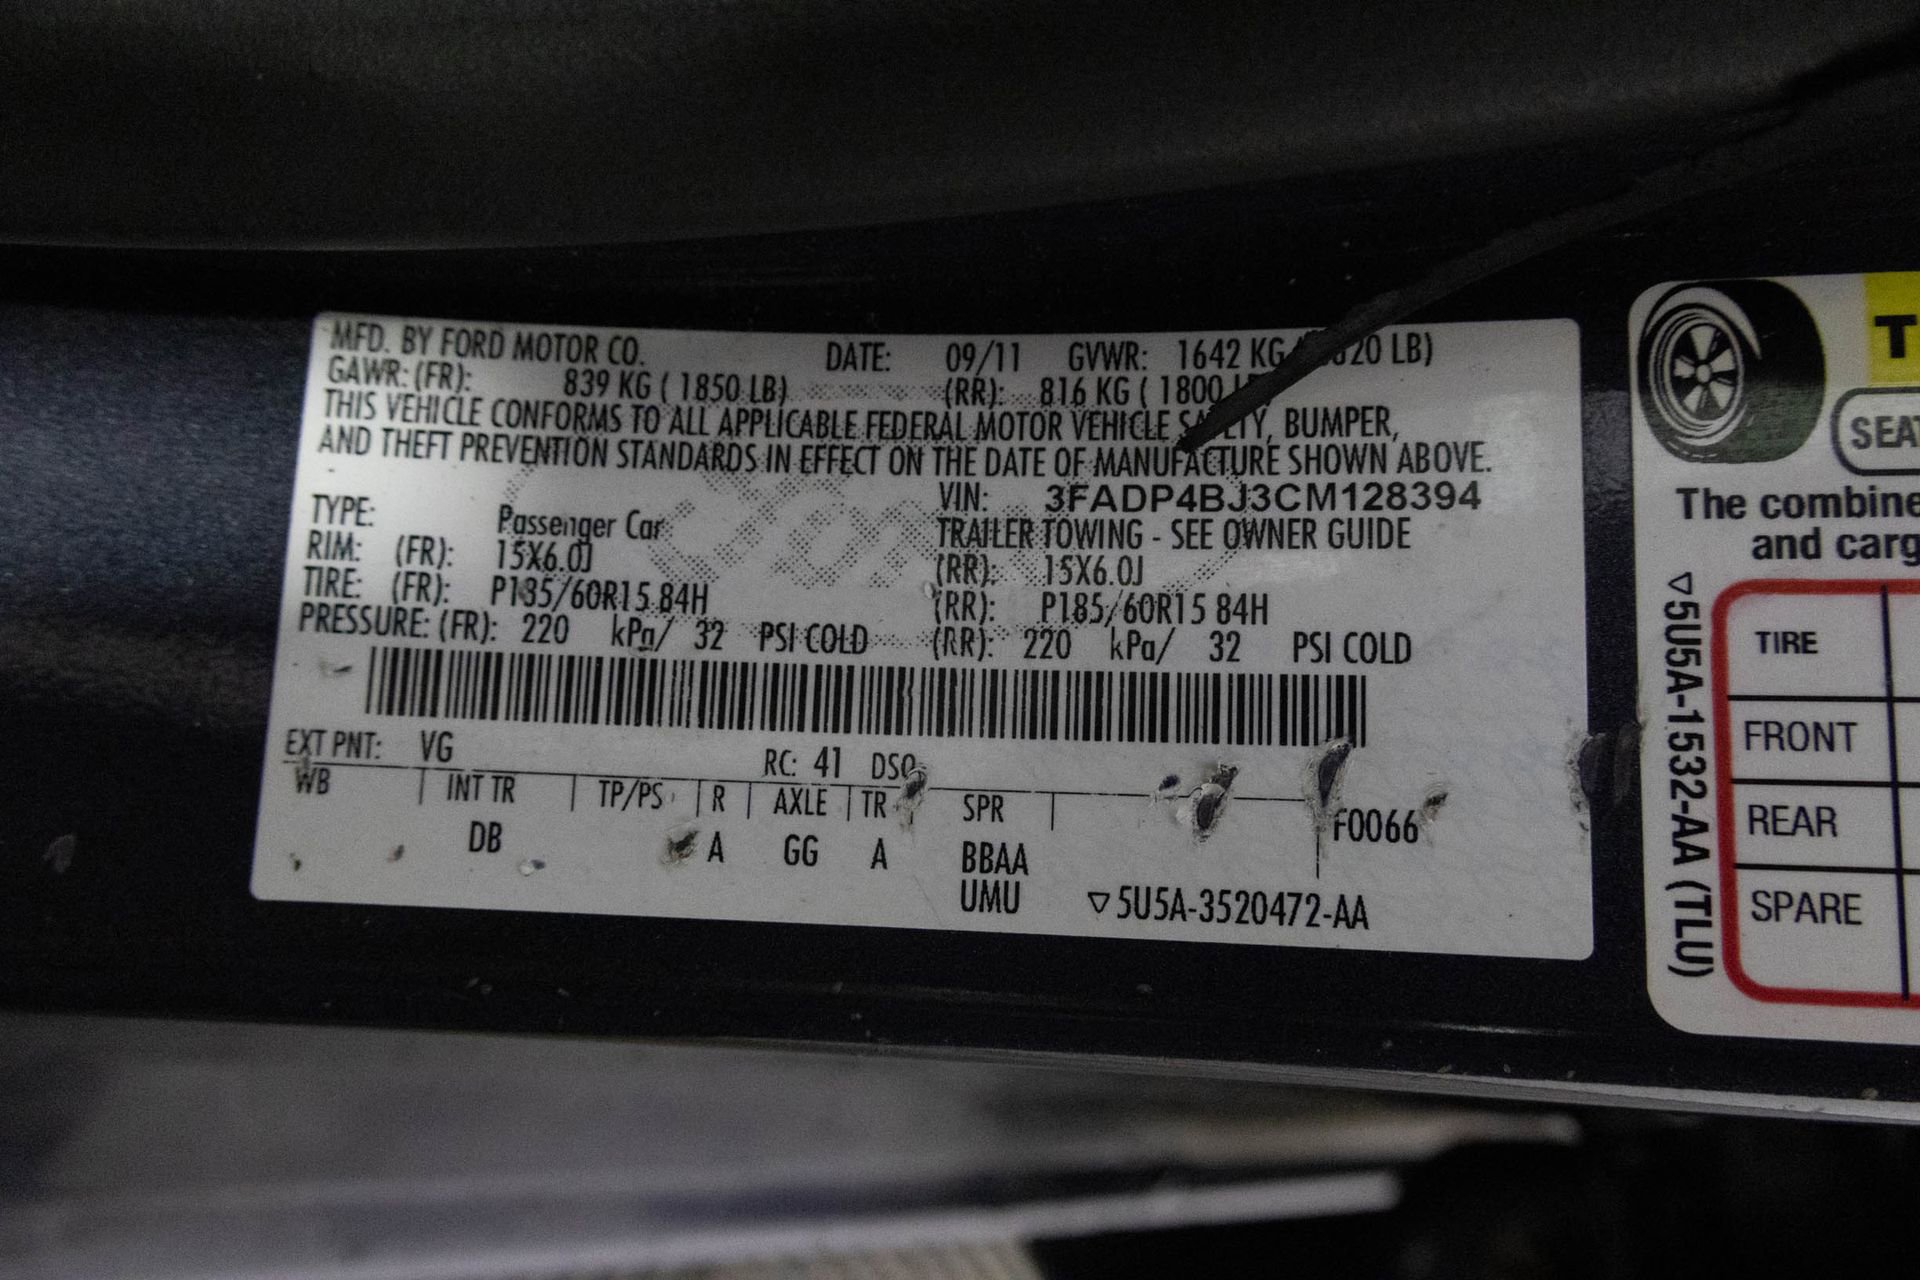 MFD. BY FORD MOTOR CO. DATE: 09/11 GVWR: 1642 KG 20 LB)
GAWR: (FR): 839 KG ( 1850 LB) (RR): 816 KG ( 1800
THIS VEHICLE CONFORMS TO ALL APPLICABLE FEDERAL MOTOR VEHICLE SAFETY, BUMPER,
AND THEFT PREVENTION STANDARDS IN EFFECT ON THE DATE OF MANUFACTURE SHOWN ABOVE.
VIN: 3FADP4BJ3CM128394
TYPE: Passenger Car TRAILER TOWING - SEE OWNER GUIDE
RIM: (FR): 15X6.0J (RR): 15X6.0J
TIRE: (FR): P185/60R15 84H (RR): P185/60R15 84H
PRESSURE: (FR): 220 kPa/ 32 PSI COLD (RR): 220 kPa/ 32 PSI COLD
EXT PNT: VG RC: 41 DSO
WB INT TR TP/PS R AXLE TR SPR F0066
DB A GG A BBAA
UMU ▽5U5A-3520472-AA
T
SEAT
The combine
and carg
▽5U5A-1532-AA (TLU)
TIRE
FRONT
REAR
SPARE